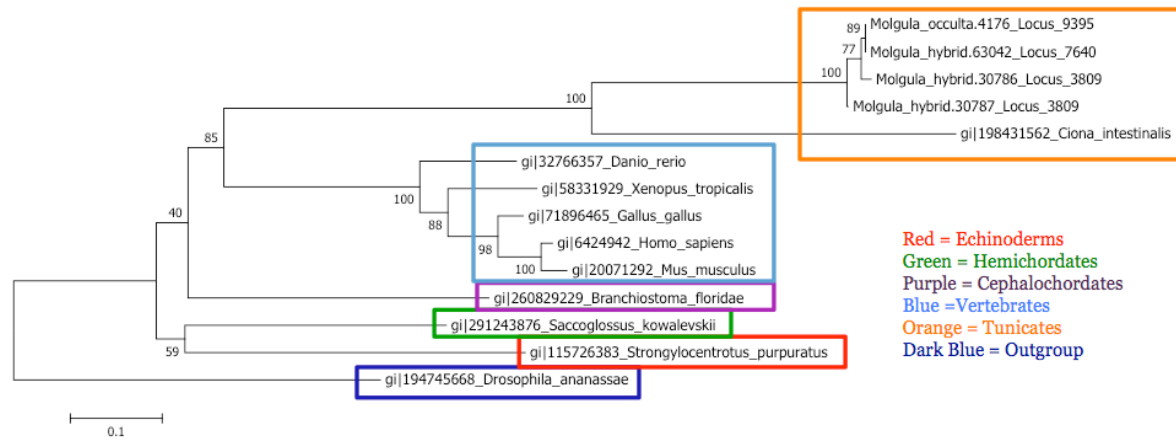 Molgula_occulta.4176_Locus_9395
89
77
Molgula_hybrid.63042_Locus_7640
100
Molgula_hybrid.30786_Locus_3809
Molgula_hybrid.30787_Locus_3809
100
gi|198431562_Ciona_intestinalis
85
gi|32766357_Danio_rerio
100
gi|58331929_Xenopus_tropicalis
88
gi|71896465_Gallus_gallus
40
98
gi|6424942_Homo_sapiens
100
gi|20071292_Mus_musculus
gi|260829229_Branchiostoma_floridae
gi|291243876_Saccoglossus_kowalevskii
59
gi|115726383_Strongylocentrotus_purpuratus
gi|194745668_Drosophila_ananassae
0.1
Red = Echinoderms
Green = Hemichordates
Purple = Cephalochordates
Blue =Vertebrates
Orange = Tunicates
Dark Blue = Outgroup